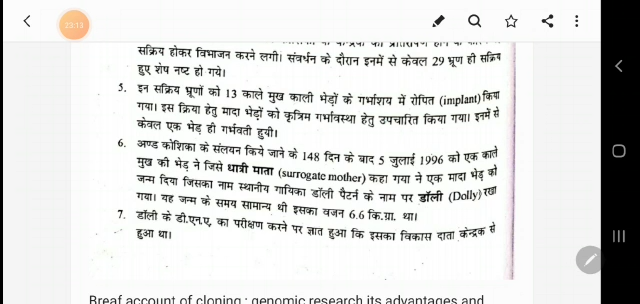 23:13
सक्रिय होकर विभाजन करने लगी। संवर्धन के दौरान इनमें से केवल 29 भ्रूण ही सक्रिय
हुए शेष नष्ट हो गये।
5. इन सक्रिय भ्रूणों को 13 काले मुख काली भेड़ों के गर्भाशय में रोपित (implant) किया
गया। इस क्रिया हेतु मादा भेड़ों को कृत्रिम गर्भावस्था हेतु उपचारित किया गया। इनमें से
केवल एक भेड़ ही गर्भवती हुयी।
6. अण्ड कोशिका के संलयन किये जाने के 148 दिन के बाद 5 जुलाई 1996 को एक काले
मुख की भेड़ ने जिसे धात्री माता (surrogate mother) कहा गया ने एक मादा भेड़ को
जन्म दिया जिसका नाम स्थानीय गायिका डॉली पैटर्न के नाम पर डॉली (Dolly) रखा
गया। यह जन्म के समय सामान्य थी इसका वजन 6.6 कि.ग्रा. था।
7. डॉली के डी.एन.ए. का परीक्षण करने पर ज्ञात हुआ कि इसका विकास दाता केन्द्रक से
हुआ था।
Breaf account of cloning : genomic research its advantages and